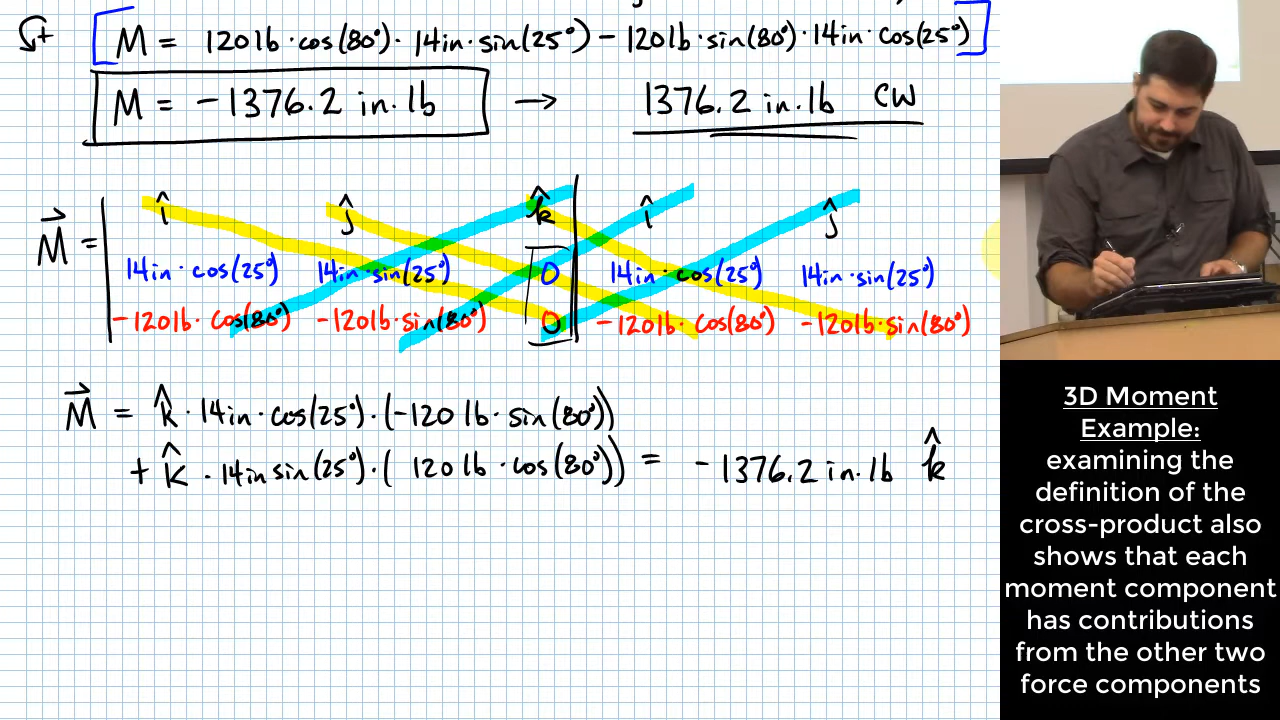 ↺+ [M = 120lb·cos(80°)·14in·sin(25°) − 120lb·sin(80°)·14in·cos(25°)]
M = −1376.2 in.lb → 1376.2 in.lb CW
î ĵ k̂ î ĵ
M⃗ =
14in·cos(25°) 14in·sin(25°) 0 14in·cos(25°) 14in·sin(25°)
−120lb·cos(80°) −120lb·sin(80°) 0 −120lb·cos(80°) −120lb·sin(80°)
M⃗ = k̂·14in·cos(25°)·(−120lb·sin(80°))
+ k̂·14in sin(25°)·(120lb·cos(80°)) = −1376.2 in.lb k̂
3D Moment
Example:
examining the
definition of the
cross-product also
shows that each
moment component
has contributions
from the other two
force components